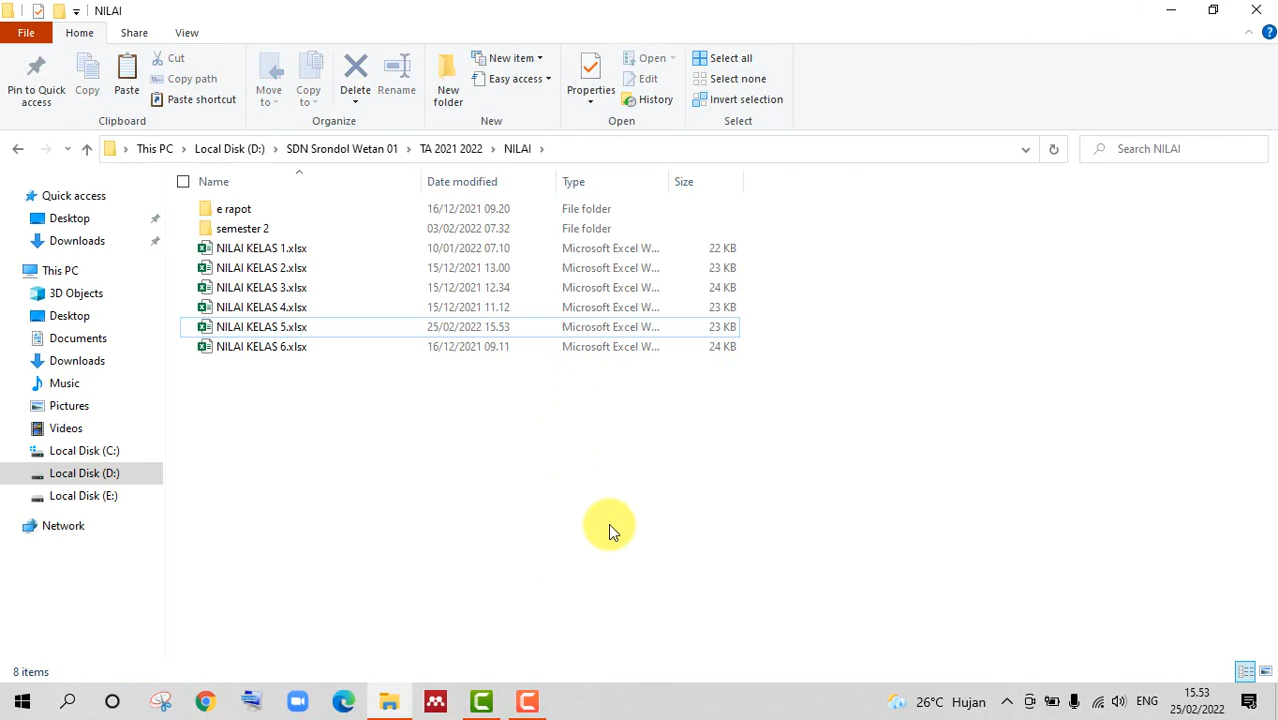 NILAI
File Home Share View
Pin to Quick access
Copy
Paste
Cut
Copy path
Paste shortcut
Clipboard
Move to
Copy to
Delete
Rename
Organize
New folder
New item
Easy access
New
Properties
Open
Edit
History
Open
Select all
Select none
Invert selection
Select
This PC Local Disk (D:) SDN Srondol Wetan 01 TA 2021 2022 NILAI
Search NILAI
Quick access
Desktop
Downloads
This PC
3D Objects
Desktop
Documents
Downloads
Music
Pictures
Videos
Local Disk (C:)
Local Disk (D:)
Local Disk (E:)
Network
Name Date modified Type Size
e rapot 16/12/2021 09.20 File folder
semester 2 03/02/2022 07.32 File folder
NILAI KELAS 1.xlsx 10/01/2022 07.10 Microsoft Excel W... 22 KB
NILAI KELAS 2.xlsx 15/12/2021 13.00 Microsoft Excel W... 23 KB
NILAI KELAS 3.xlsx 15/12/2021 12.34 Microsoft Excel W... 24 KB
NILAI KELAS 4.xlsx 15/12/2021 11.12 Microsoft Excel W... 23 KB
NILAI KELAS 5.xlsx 25/02/2022 15.53 Microsoft Excel W... 23 KB
NILAI KELAS 6.xlsx 16/12/2021 09.11 Microsoft Excel W... 24 KB
8 items
26°C Hujan
ENG
15.53
25/02/2022